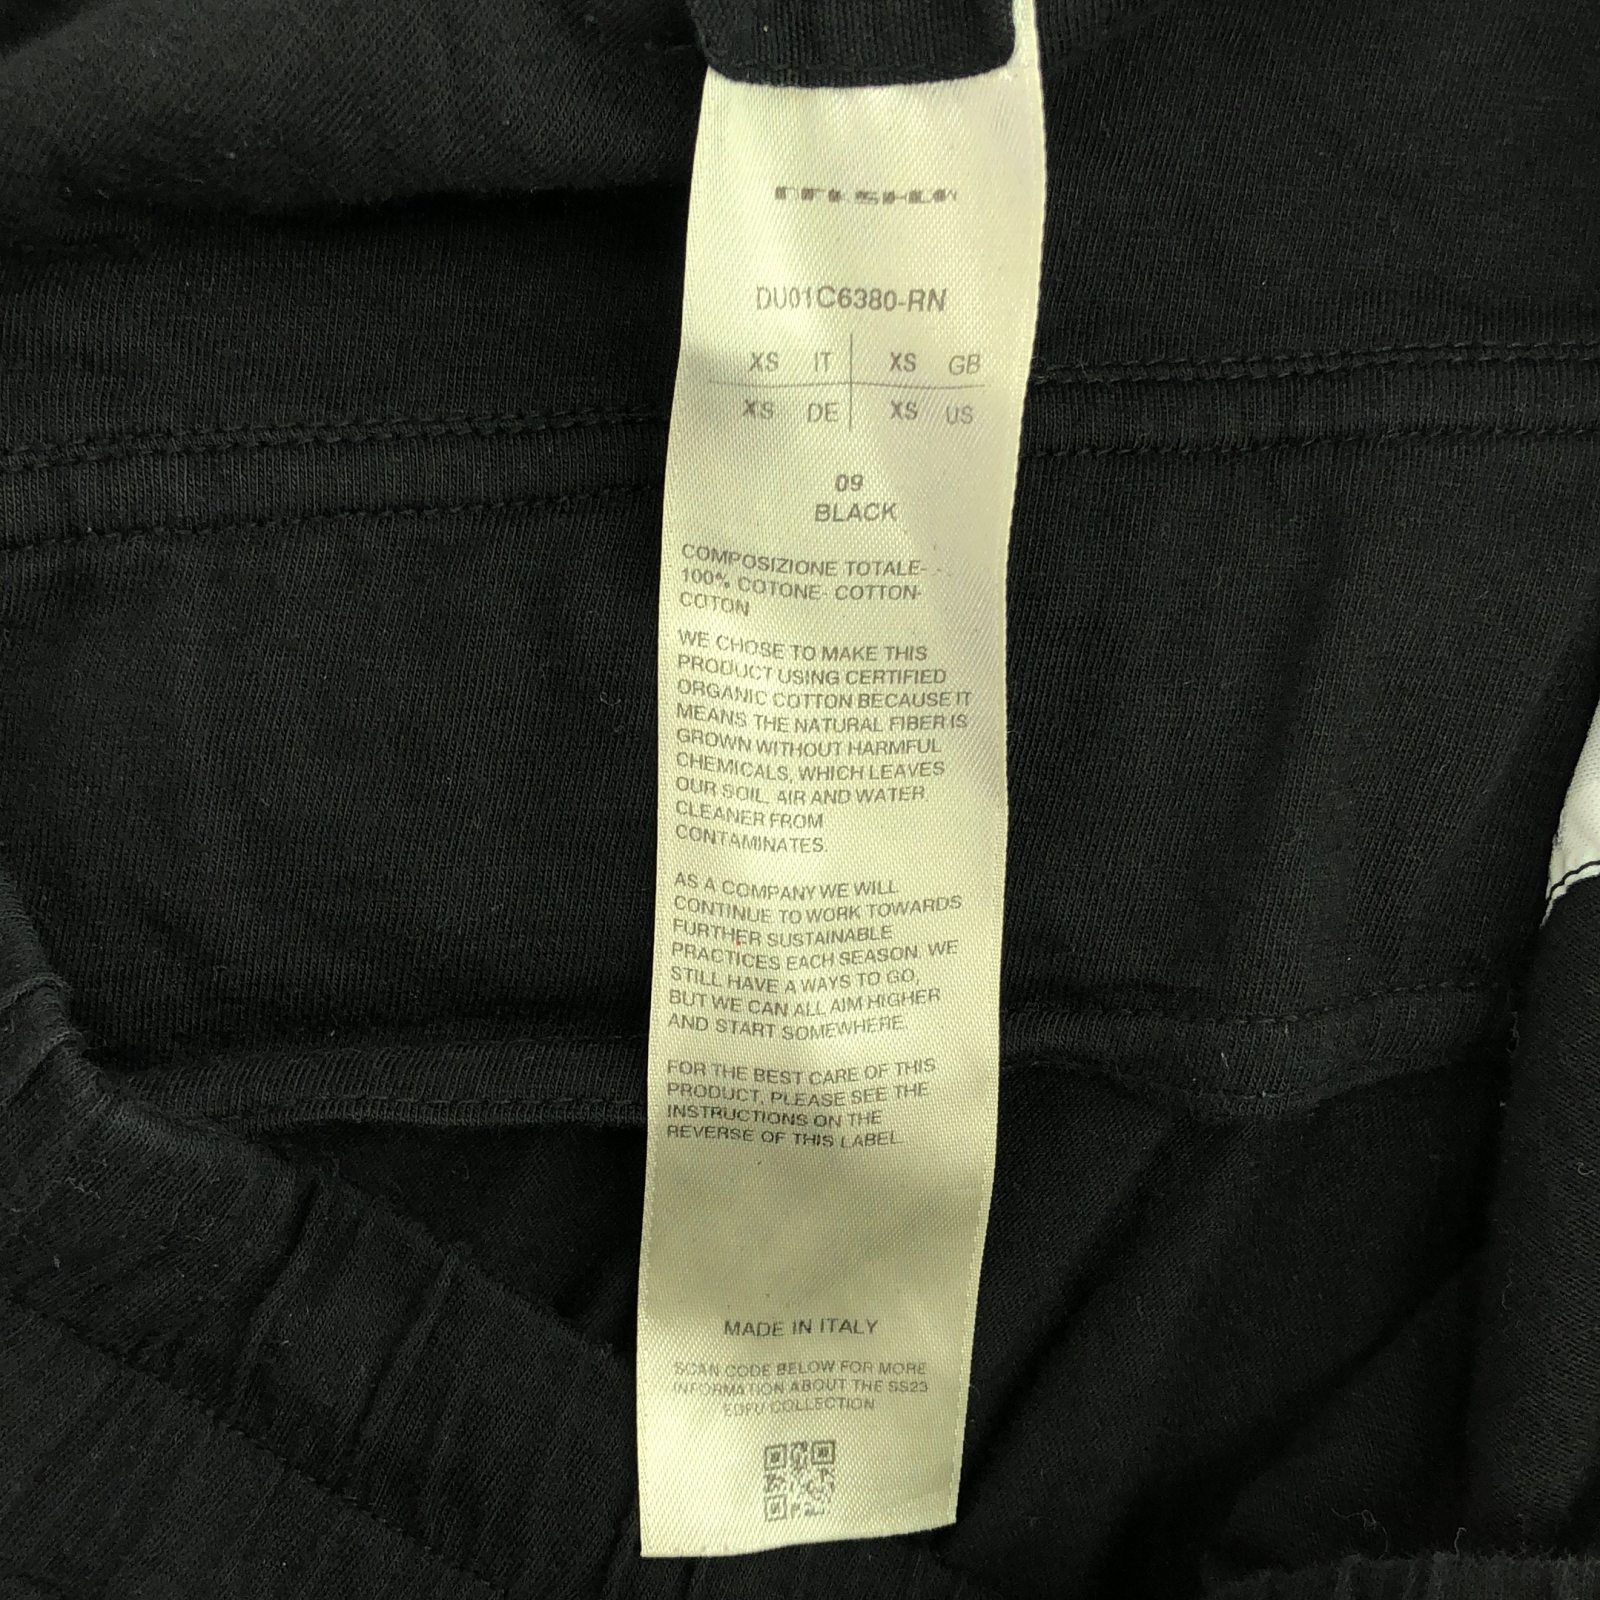 DU01C6380-RN
XS IT XS GB
XS DE XS US
09
BLACK
COMPOSIZIONE TOTALE-
100% COTONE- COTTON-
COTON
WE CHOSE TO MAKE THIS
PRODUCT USING CERTIFIED
ORGANIC COTTON BECAUSE IT
MEANS THE NATURAL FIBER IS
GROWN WITHOUT HARMFUL
CHEMICALS, WHICH LEAVES
OUR SOIL, AIR AND WATER
CLEANER FROM
CONTAMINATES.
AS A COMPANY WE WILL
CONTINUE TO WORK TOWARDS
FURTHER SUSTAINABLE
PRACTICES EACH SEASON. WE
STILL HAVE A WAYS TO GO,
BUT WE CAN ALL AIM HIGHER
AND START SOMEWHERE.
FOR THE BEST CARE OF THIS
PRODUCT, PLEASE SEE THE
INSTRUCTIONS ON THE
REVERSE OF THIS LABEL.
MADE IN ITALY
SCAN CODE BELOW FOR MORE
INFORMATION ABOUT THE SS23
EDFU COLLECTION